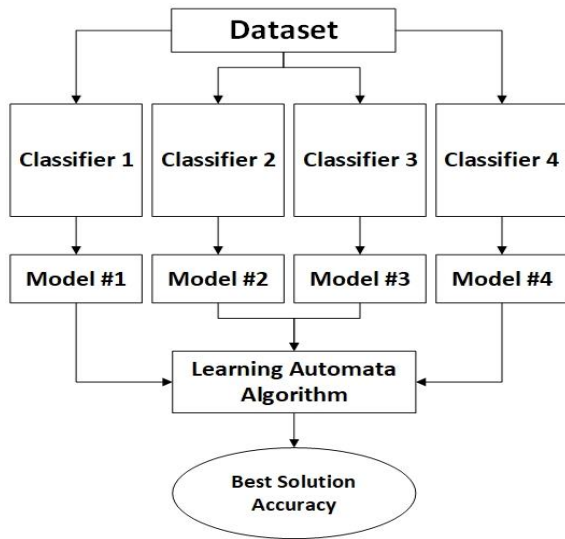 Dataset
Classifier 1
Classifier 2
Classifier 3
Classifier 4
Model #1
Model #2
Model #3
Model #4
Learning Automata
Algorithm
Best Solution
Accuracy